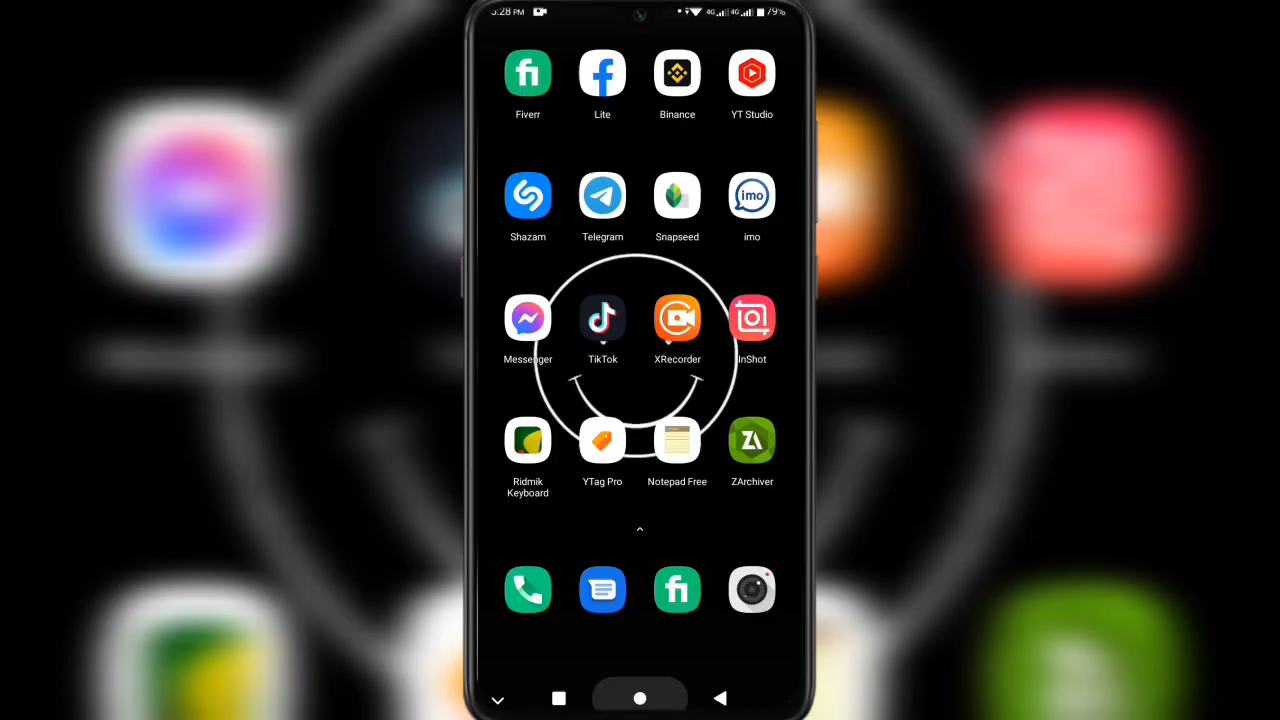 3:28 PM 4G 4G 79%
Fiverr Lite Binance YT Studio
Shazam Telegram Snapseed imo
imo
Messenger TikTok XRecorder InShot
Ridmik Keyboard YTag Pro Notepad Free ZArchiver